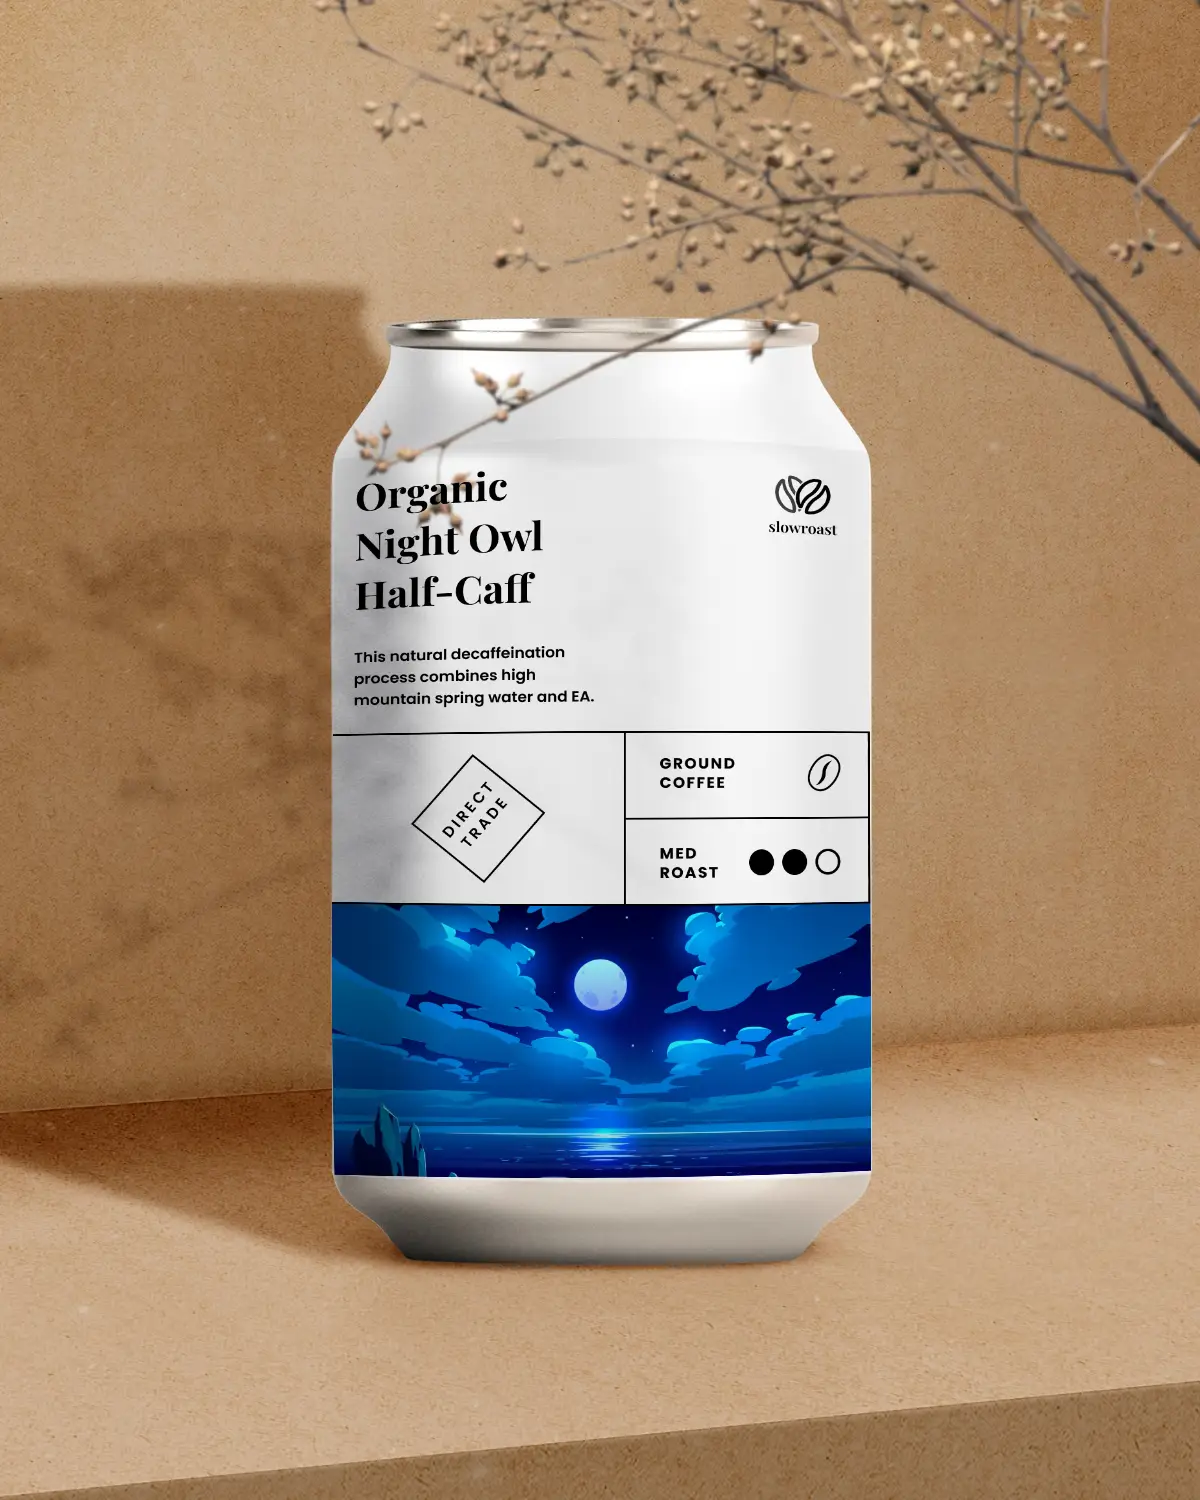 Organic
Night Owl
Half-Caff
slowroast
This natural decaffeination
process combines high
mountain spring water and EA.
DIRECT
TRADE
GROUND
COFFEE
MED
ROAST